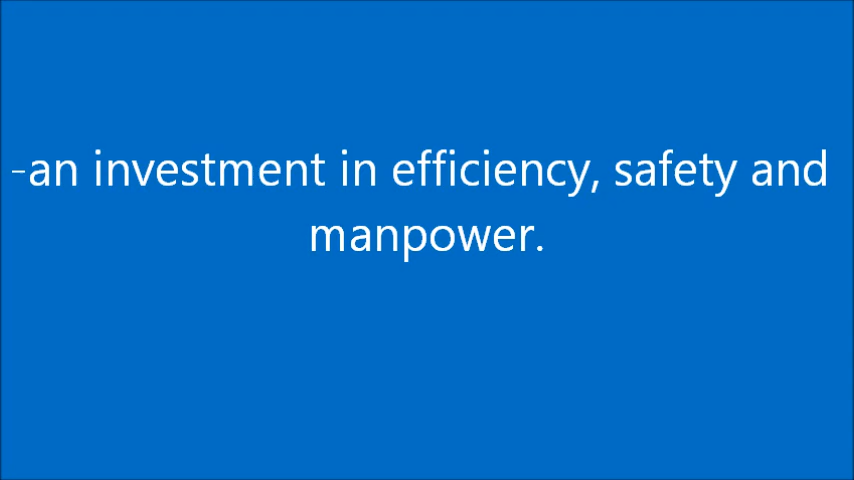 -an investment in efficiency, safety and
manpower.